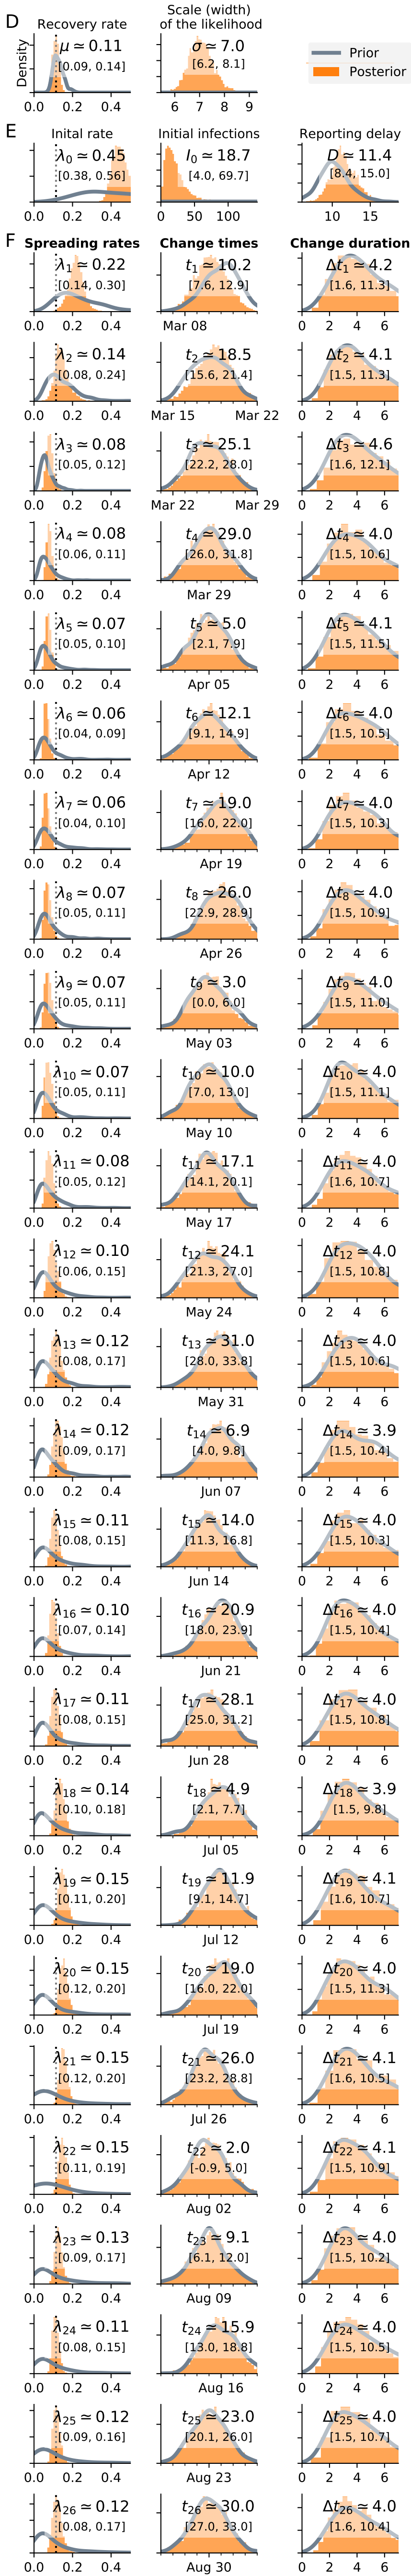 D
Recovery rate
Scale (width)
of the likelihood
Density
μ ≃ 0.11
[0.09, 0.14]
σ ≃ 7.0
[6.2, 8.1]
Prior
Posterior
0.0 0.2 0.4
6 7 8 9
E
Inital rate
Initial infections
Reporting delay
λ0 ≃ 0.45
[0.38, 0.56]
I0 ≃ 18.7
[4.0, 69.7]
D ≃ 11.4
[8.4, 15.0]
0.0 0.2 0.4
50 100
10 15
F
Spreading rates
Change times
Change duration
λ1 ≃ 0.22
[0.14, 0.30]
t1 ≃ 10.2
[7.6, 12.9]
Δt1 ≃ 4.2
[1.6, 11.3]
0.0 0.2 0.4
Mar 08
0 2 4 6
λ2 ≃ 0.14
[0.08, 0.24]
t2 ≃ 18.5
[15.6, 21.4]
Δt2 ≃ 4.1
[1.5, 11.3]
0.0 0.2 0.4
Mar 15 Mar 22
0 2 4 6
λ3 ≃ 0.08
[0.05, 0.12]
t3 ≃ 25.1
[22.2, 28.0]
Δt3 ≃ 4.6
[1.6, 12.1]
0.0 0.2 0.4
Mar 22 Mar 29
0 2 4 6
λ4 ≃ 0.08
[0.06, 0.11]
t4 ≃ 29.0
[26.0, 31.8]
Δt4 ≃ 4.0
[1.5, 10.6]
0.0 0.2 0.4
Mar 29
0 2 4 6
λ5 ≃ 0.07
[0.05, 0.10]
t5 ≃ 5.0
[2.1, 7.9]
Δt5 ≃ 4.1
[1.5, 11.5]
0.0 0.2 0.4
Apr 05
0 2 4 6
λ6 ≃ 0.06
[0.04, 0.09]
t6 ≃ 12.1
[9.1, 14.9]
Δt6 ≃ 4.0
[1.5, 10.5]
0.0 0.2 0.4
Apr 12
0 2 4 6
λ7 ≃ 0.06
[0.04, 0.10]
t7 ≃ 19.0
[16.0, 22.0]
Δt7 ≃ 4.0
[1.5, 10.3]
0.0 0.2 0.4
Apr 19
0 2 4 6
λ8 ≃ 0.07
[0.05, 0.11]
t8 ≃ 26.0
[22.9, 28.9]
Δt8 ≃ 4.0
[1.5, 10.9]
0.0 0.2 0.4
Apr 26
0 2 4 6
λ9 ≃ 0.07
[0.05, 0.11]
t9 ≃ 3.0
[0.0, 6.0]
Δt9 ≃ 4.0
[1.5, 11.0]
0.0 0.2 0.4
May 03
0 2 4 6
λ10 ≃ 0.07
[0.05, 0.11]
t10 ≃ 10.0
[7.0, 13.0]
Δt10 ≃ 4.0
[1.5, 11.1]
0.0 0.2 0.4
May 10
0 2 4 6
λ11 ≃ 0.08
[0.05, 0.12]
t11 ≃ 17.1
[14.1, 20.1]
Δt11 ≃ 4.0
[1.6, 10.7]
0.0 0.2 0.4
May 17
0 2 4 6
λ12 ≃ 0.10
[0.06, 0.15]
t12 ≃ 24.1
[21.3, 27.0]
Δt12 ≃ 4.0
[1.5, 10.8]
0.0 0.2 0.4
May 24
0 2 4 6
λ13 ≃ 0.12
[0.08, 0.17]
t13 ≃ 31.0
[28.0, 33.8]
Δt13 ≃ 4.0
[1.5, 10.6]
0.0 0.2 0.4
May 31
0 2 4 6
λ14 ≃ 0.12
[0.09, 0.17]
t14 ≃ 6.9
[4.0, 9.8]
Δt14 ≃ 3.9
[1.5, 10.4]
0.0 0.2 0.4
Jun 07
0 2 4 6
λ15 ≃ 0.11
[0.08, 0.15]
t15 ≃ 14.0
[11.3, 16.8]
Δt15 ≃ 4.0
[1.5, 10.3]
0.0 0.2 0.4
Jun 14
0 2 4 6
λ16 ≃ 0.10
[0.07, 0.14]
t16 ≃ 20.9
[18.0, 23.9]
Δt16 ≃ 4.0
[1.5, 10.4]
0.0 0.2 0.4
Jun 21
0 2 4 6
λ17 ≃ 0.11
[0.08, 0.15]
t17 ≃ 28.1
[25.0, 31.2]
Δt17 ≃ 4.0
[1.5, 10.8]
0.0 0.2 0.4
Jun 28
0 2 4 6
λ18 ≃ 0.14
[0.10, 0.18]
t18 ≃ 4.9
[2.1, 7.7]
Δt18 ≃ 3.9
[1.5, 9.8]
0.0 0.2 0.4
Jul 05
0 2 4 6
λ19 ≃ 0.15
[0.11, 0.20]
t19 ≃ 11.9
[9.1, 14.7]
Δt19 ≃ 4.1
[1.6, 10.7]
0.0 0.2 0.4
Jul 12
0 2 4 6
λ20 ≃ 0.15
[0.12, 0.20]
t20 ≃ 19.0
[16.0, 22.0]
Δt20 ≃ 4.0
[1.5, 11.3]
0.0 0.2 0.4
Jul 19
0 2 4 6
λ21 ≃ 0.15
[0.12, 0.20]
t21 ≃ 26.0
[23.2, 28.8]
Δt21 ≃ 4.1
[1.6, 10.5]
0.0 0.2 0.4
Jul 26
0 2 4 6
λ22 ≃ 0.15
[0.11, 0.19]
t22 ≃ 2.0
[-0.9, 5.0]
Δt22 ≃ 4.1
[1.5, 10.9]
0.0 0.2 0.4
Aug 02
0 2 4 6
λ23 ≃ 0.13
[0.09, 0.17]
t23 ≃ 9.1
[6.1, 12.0]
Δt23 ≃ 4.0
[1.5, 10.2]
0.0 0.2 0.4
Aug 09
0 2 4 6
λ24 ≃ 0.11
[0.08, 0.15]
t24 ≃ 15.9
[13.0, 18.8]
Δt24 ≃ 4.0
[1.5, 10.5]
0.0 0.2 0.4
Aug 16
0 2 4 6
λ25 ≃ 0.12
[0.09, 0.16]
t25 ≃ 23.0
[20.1, 26.0]
Δt25 ≃ 4.0
[1.5, 10.7]
0.0 0.2 0.4
Aug 23
0 2 4 6
λ26 ≃ 0.12
[0.08, 0.17]
t26 ≃ 30.0
[27.0, 33.0]
Δt26 ≃ 4.0
[1.6, 10.4]
0.0 0.2 0.4
Aug 30
0 2 4 6